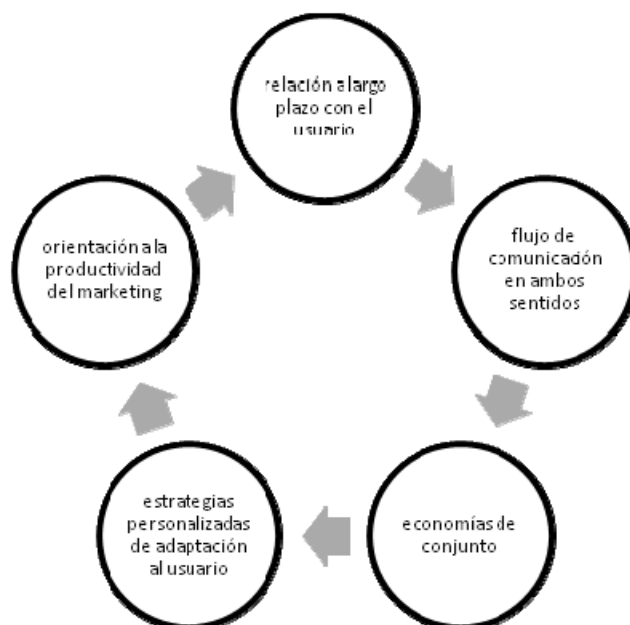 relación a largo
plazo con el
usuario
flujo de
comunicación
en ambos
sentidos
economías de
conjunto
estrategias
personalizadas
de adaptación
al usuario
orientación a la
productividad
del marketing